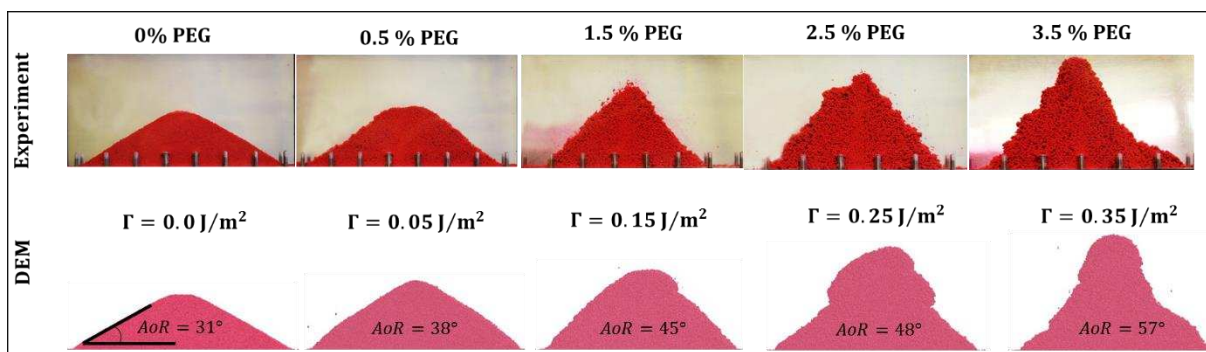 0% PEG
0.5 % PEG
1.5 % PEG
2.5 % PEG
3.5 % PEG
Experiment
Γ = 0.0 J/m²
Γ = 0.05 J/m²
Γ = 0.15 J/m²
Γ = 0.25 J/m²
Γ = 0.35 J/m²
DEM
AoR = 31°
AoR = 38°
AoR = 45°
AoR = 48°
AoR = 57°